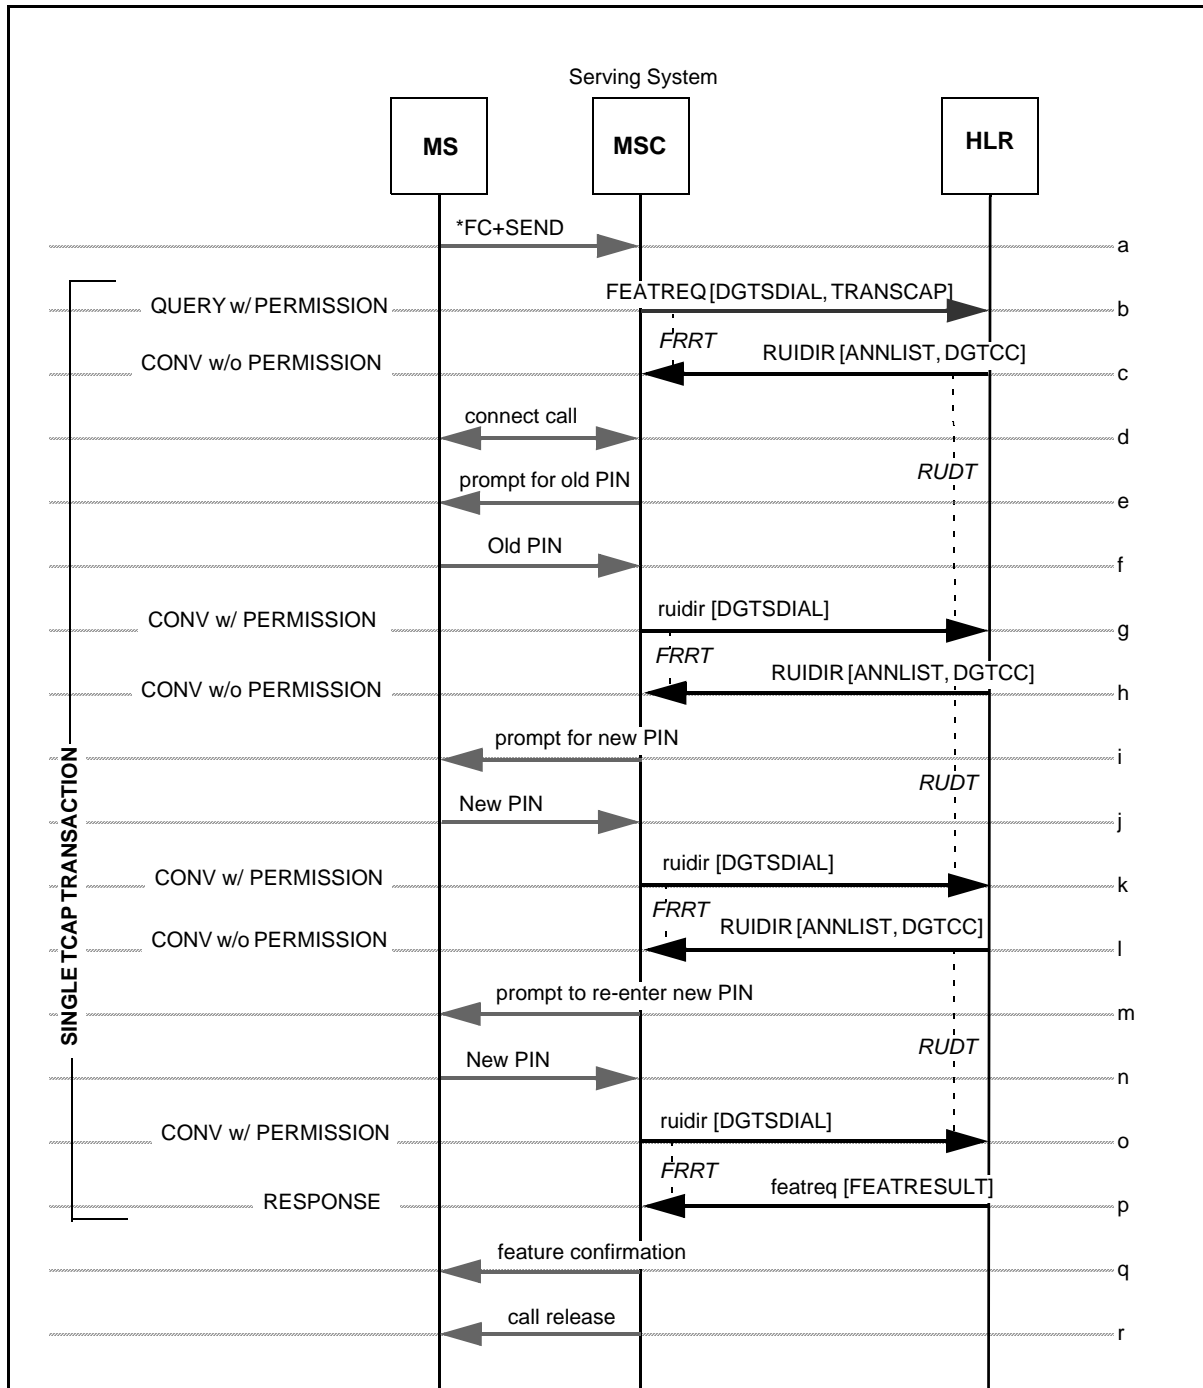 Serving System
MS
MSC
HLR
*FC+SEND
a
QUERY w/ PERMISSION
FEATREQ [DGTSDIAL, TRANSCAP]
b
FRRT
CONV w/o PERMISSION
RUIDIR [ANNLIST, DGTCC]
c
connect call
d
RUDT
prompt for old PIN
e
Old PIN
f
CONV w/ PERMISSION
ruidir [DGTSDIAL]
g
FRRT
CONV w/o PERMISSION
RUIDIR [ANNLIST, DGTCC]
h
prompt for new PIN
i
RUDT
New PIN
j
CONV w/ PERMISSION
ruidir [DGTSDIAL]
k
FRRT
CONV w/o PERMISSION
RUIDIR [ANNLIST, DGTCC]
l
prompt to re-enter new PIN
m
RUDT
New PIN
n
CONV w/ PERMISSION
ruidir [DGTSDIAL]
o
FRRT
RESPONSE
featreq [FEATRESULT]
p
feature confirmation
q
call release
r
SINGLE TCAP TRANSACTION